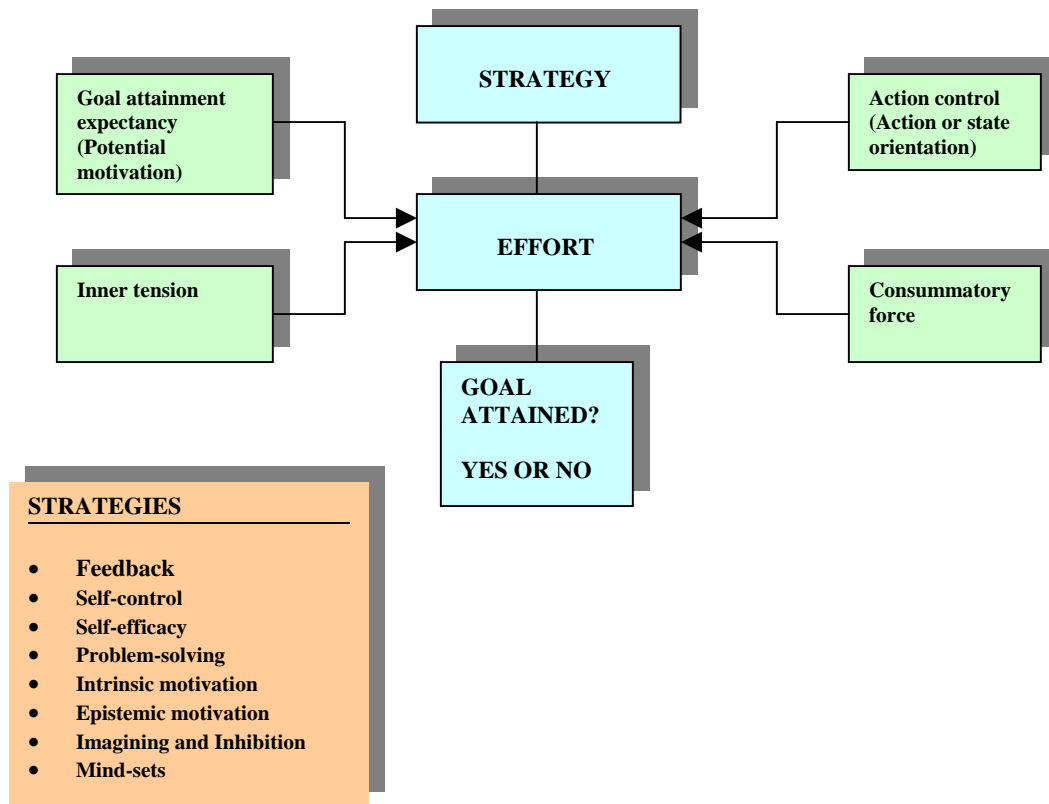 STRATEGY
Goal attainment
expectancy
(Potential
motivation)
Action control
(Action or state
orientation)
EFFORT
Inner tension
Consummatory
force
GOAL
ATTAINED?
YES OR NO
STRATEGIES
• Feedback
• Self-control
• Self-efficacy
• Problem-solving
• Intrinsic motivation
• Epistemic motivation
• Imagining and Inhibition
• Mind-sets